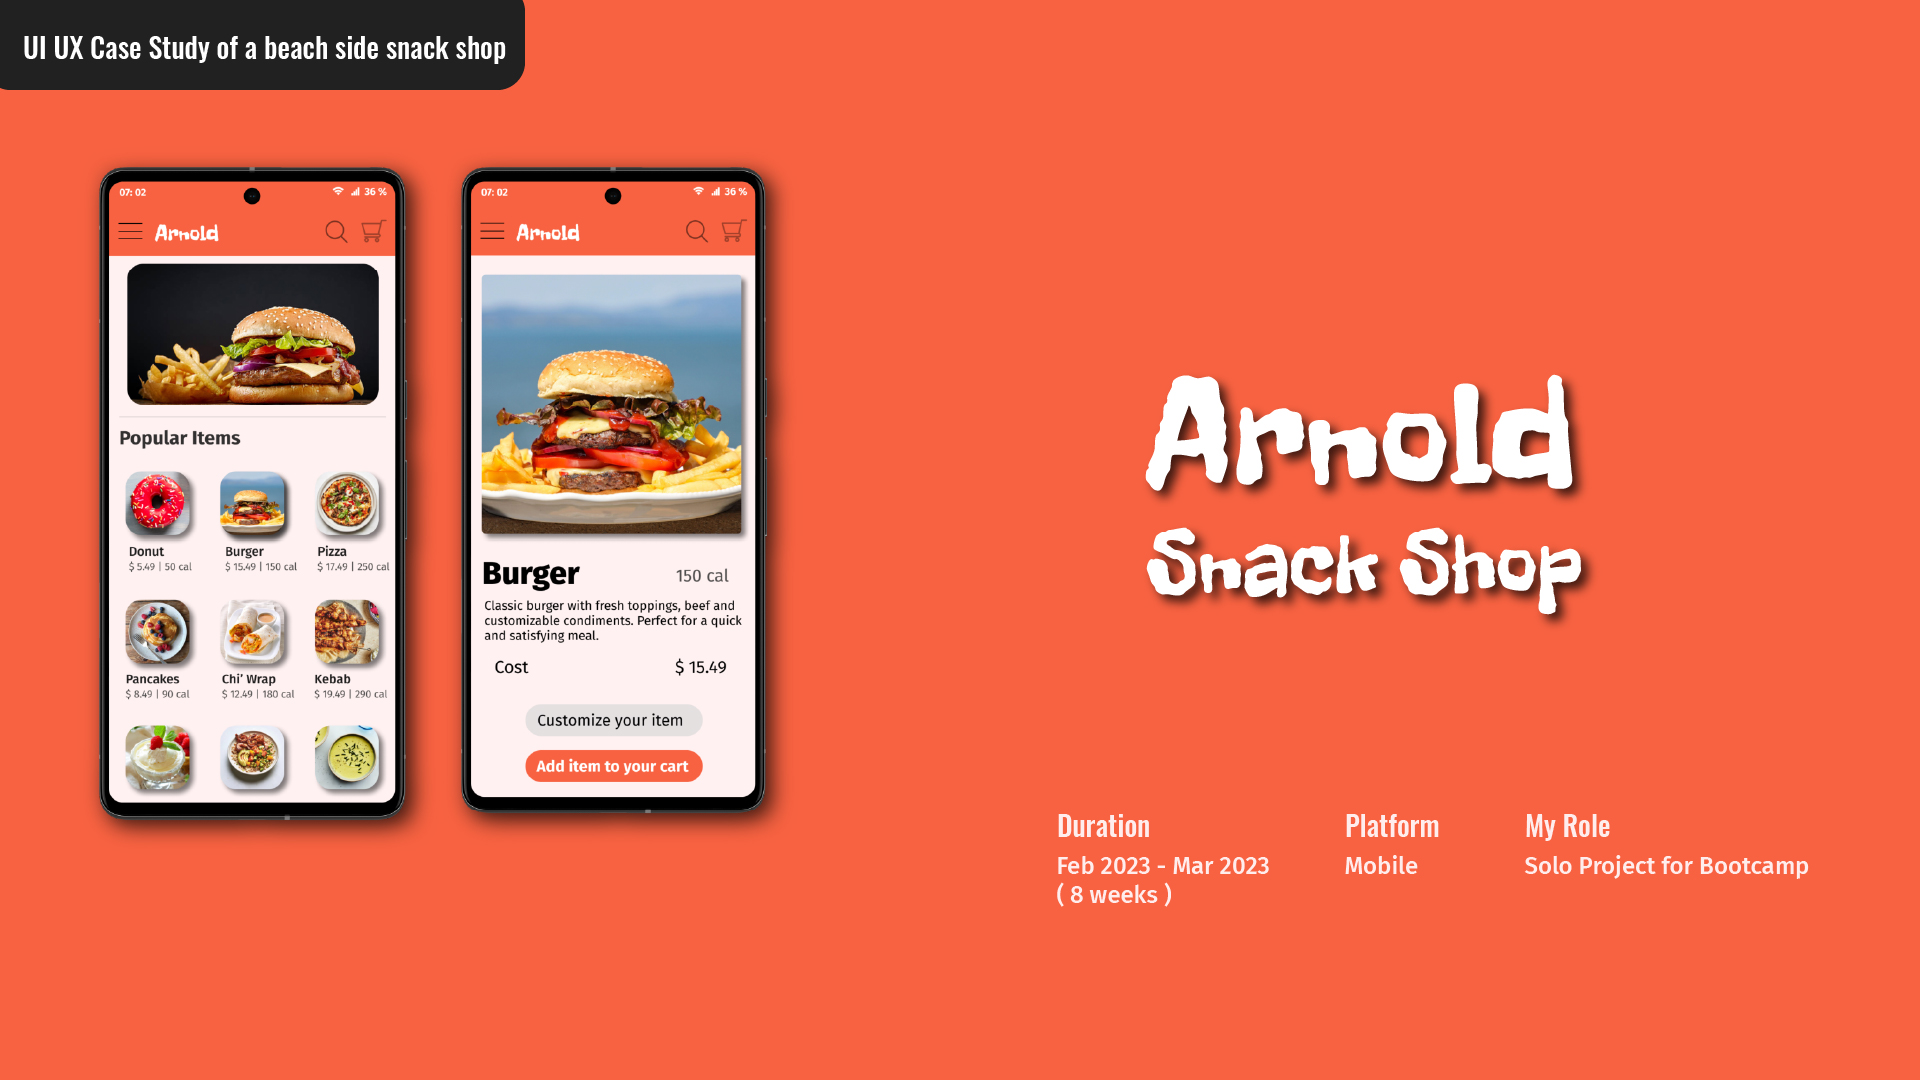 UI UX Case Study of a beach side snack shop
07: 02
36 %
Arnold
Popular Items
Donut
$ 5.49 | 50 cal
Burger
$ 15.49 | 150 cal
Pizza
$ 17.49 | 250 cal
Pancakes
$ 8.49 | 90 cal
Chi' Wrap
$ 12.49 | 180 cal
Kebab
$ 19.49 | 290 cal
07: 02
36 %
Arnold
Burger
150 cal
Classic burger with fresh toppings, beef and
customizable condiments. Perfect for a quick
and satisfying meal.
Cost
$ 15.49
Customize your item
Add item to your cart
Arnold
Snack Shop
Duration
Feb 2023 - Mar 2023
( 8 weeks )
Platform
Mobile
My Role
Solo Project for Bootcamp